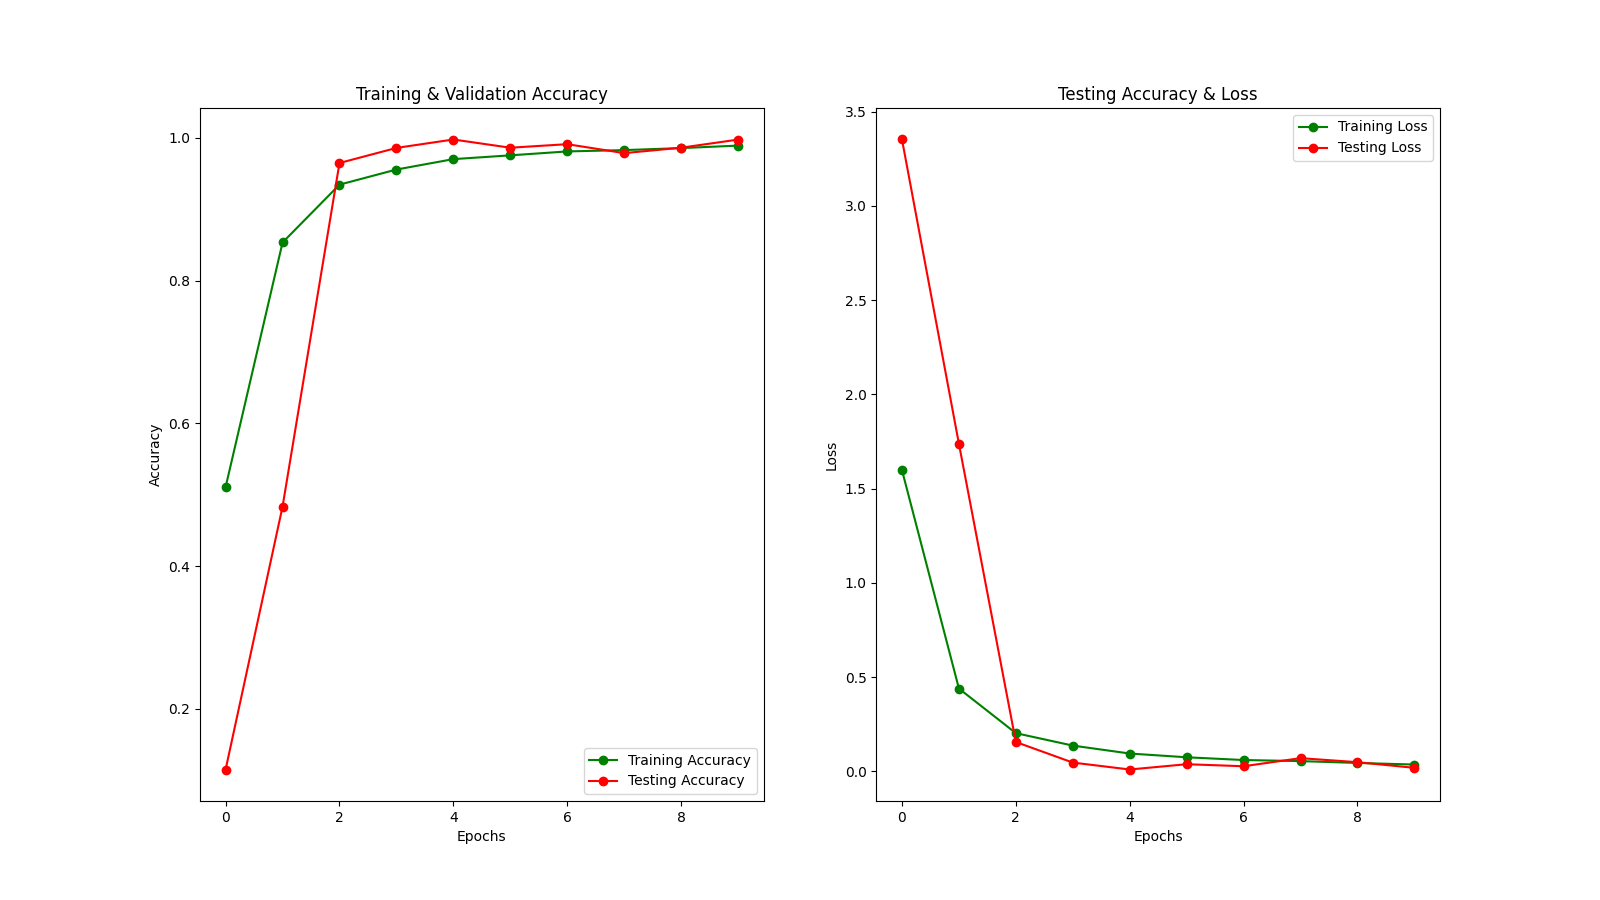 Training & Validation Accuracy
1.0
0.8
0.6
0.4
0.2
Accuracy
0 2 4 6 8
Epochs
Training Accuracy
Testing Accuracy
Testing Accuracy & Loss
3.5
3.0
2.5
2.0
1.5
1.0
0.5
0.0
Loss
0 2 4 6 8
Epochs
Training Loss
Testing Loss